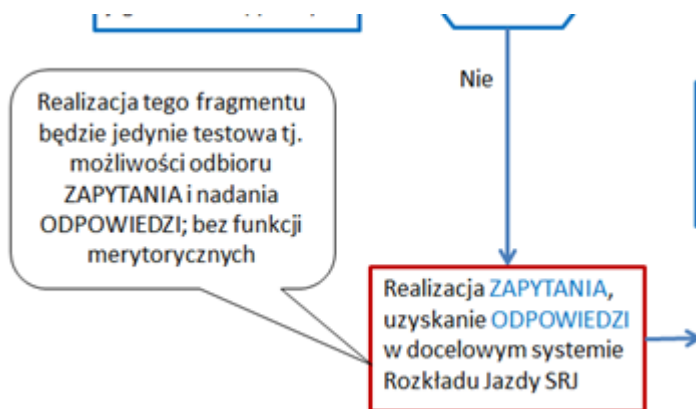 Nie
Realizacja tego fragmentu
będzie jedynie testowa tj.
możliwości odbioru
ZAPYTANIA i nadania
ODPOWIEDZI; bez funkcji
merytorycznych
Realizacja ZAPYTANIA,
uzyskanie ODPOWIEDZI
w docelowym systemie
Rozkładu Jazdy SRJ